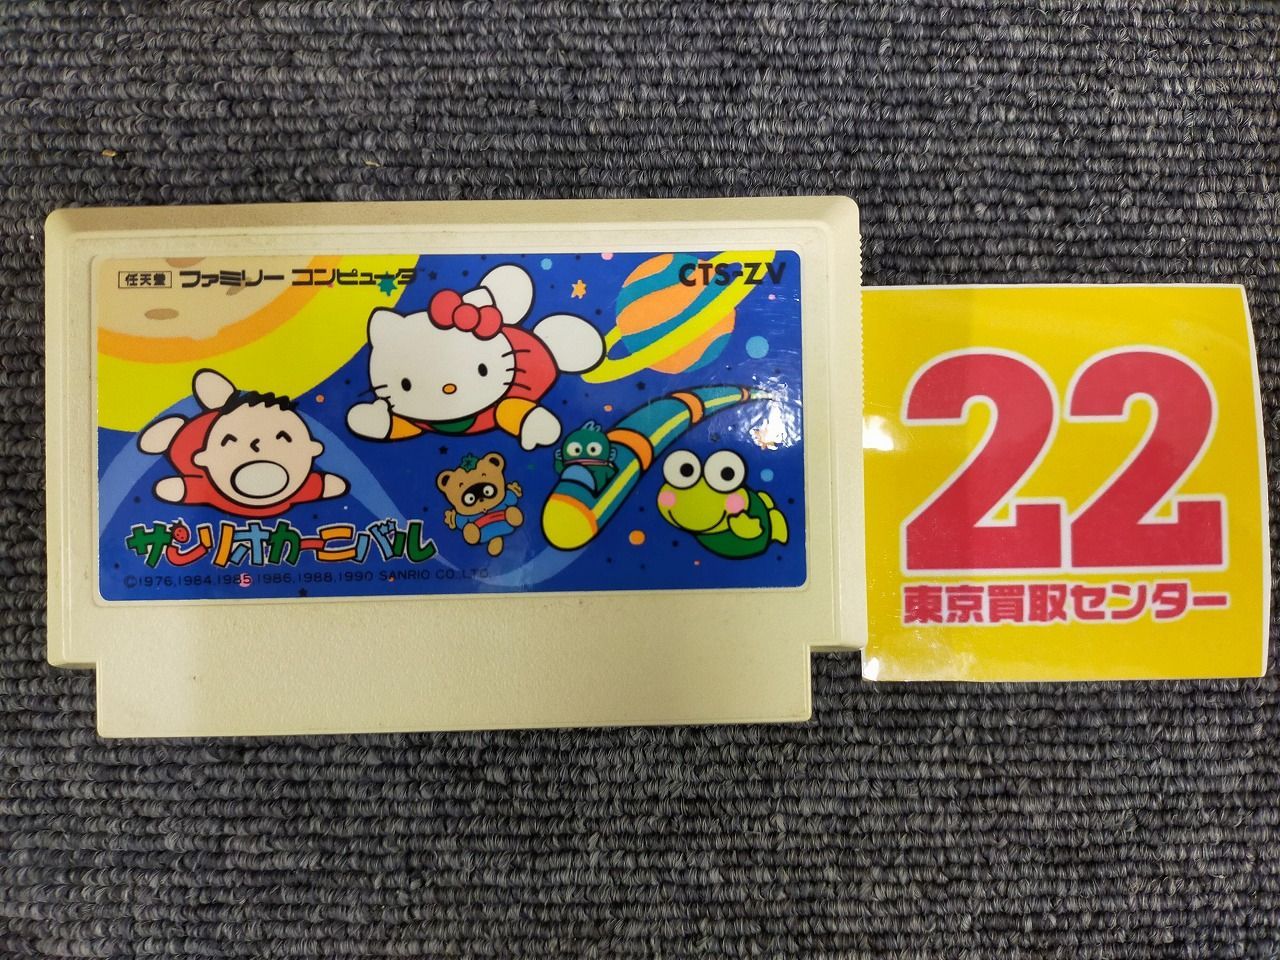 任天堂 ファミリー コンピュータ™
CTS-ZV
サンリオカーニバル
©1976,1984,1985,1986,1988,1990 SANRIO CO.,LTD.
22
東京買取センター